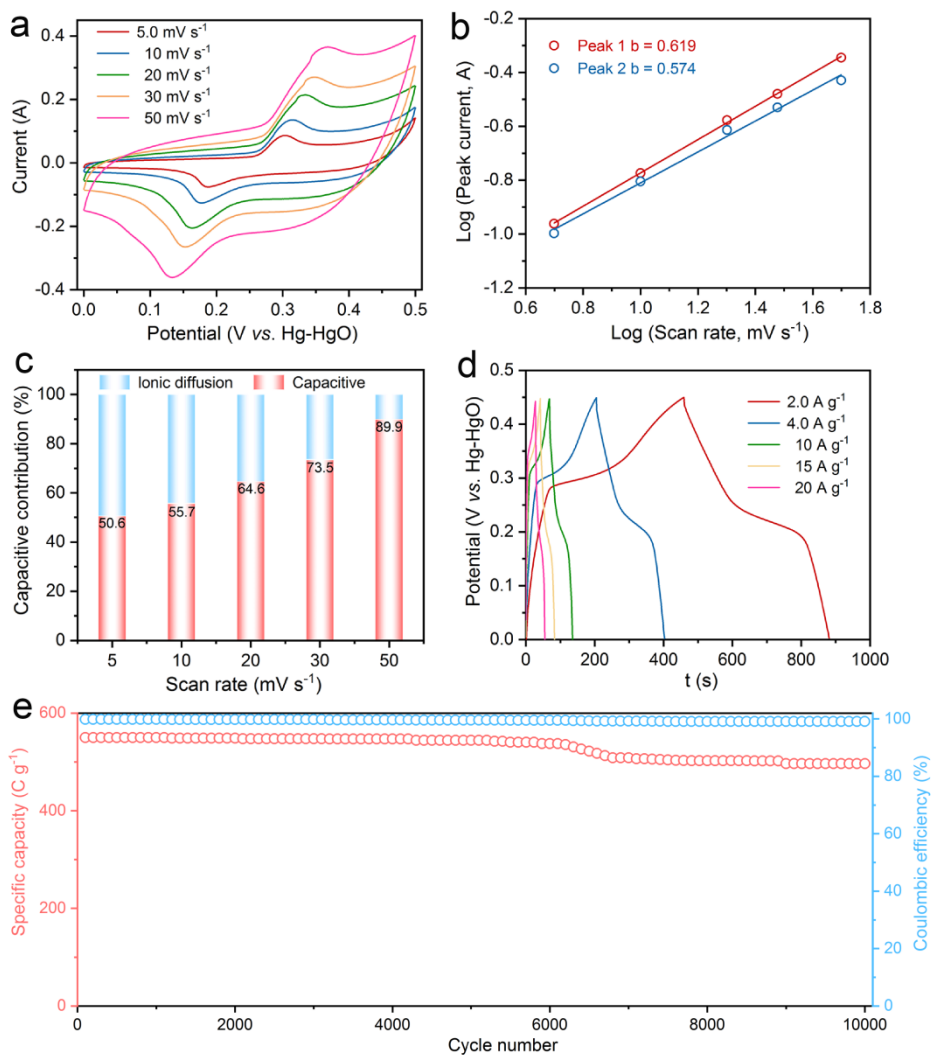 a
5.0 mV s⁻¹
10 mV s⁻¹
20 mV s⁻¹
30 mV s⁻¹
50 mV s⁻¹
0.4
0.2
0.0
-0.2
-0.4
Current (A)
0.0 0.1 0.2 0.3 0.4 0.5
Potential (V vs. Hg-HgO)
b
Peak 1 b = 0.619
Peak 2 b = 0.574
-0.2
-0.4
-0.6
-0.8
-1.0
-1.2
Log (Peak current, A)
0.6 0.8 1.0 1.2 1.4 1.6 1.8
Log (Scan rate, mV s⁻¹)
c
Ionic diffusion Capacitive
100
80
60
40
20
0
Capacitive contribution (%)
50.6 55.7 64.6 73.5 89.9
5 10 20 30 50
Scan rate (mV s⁻¹)
d
2.0 A g⁻¹
4.0 A g⁻¹
10 A g⁻¹
15 A g⁻¹
20 A g⁻¹
0.5
0.4
0.3
0.2
0.1
0.0
Potential (V vs. Hg-HgO)
0 200 400 600 800 1000
t (s)
e
600
400
200
0
Specific capacity (C g⁻¹)
100
80
60
40
20
0
Coulombic efficiency (%)
0 2000 4000 6000 8000 10000
Cycle number